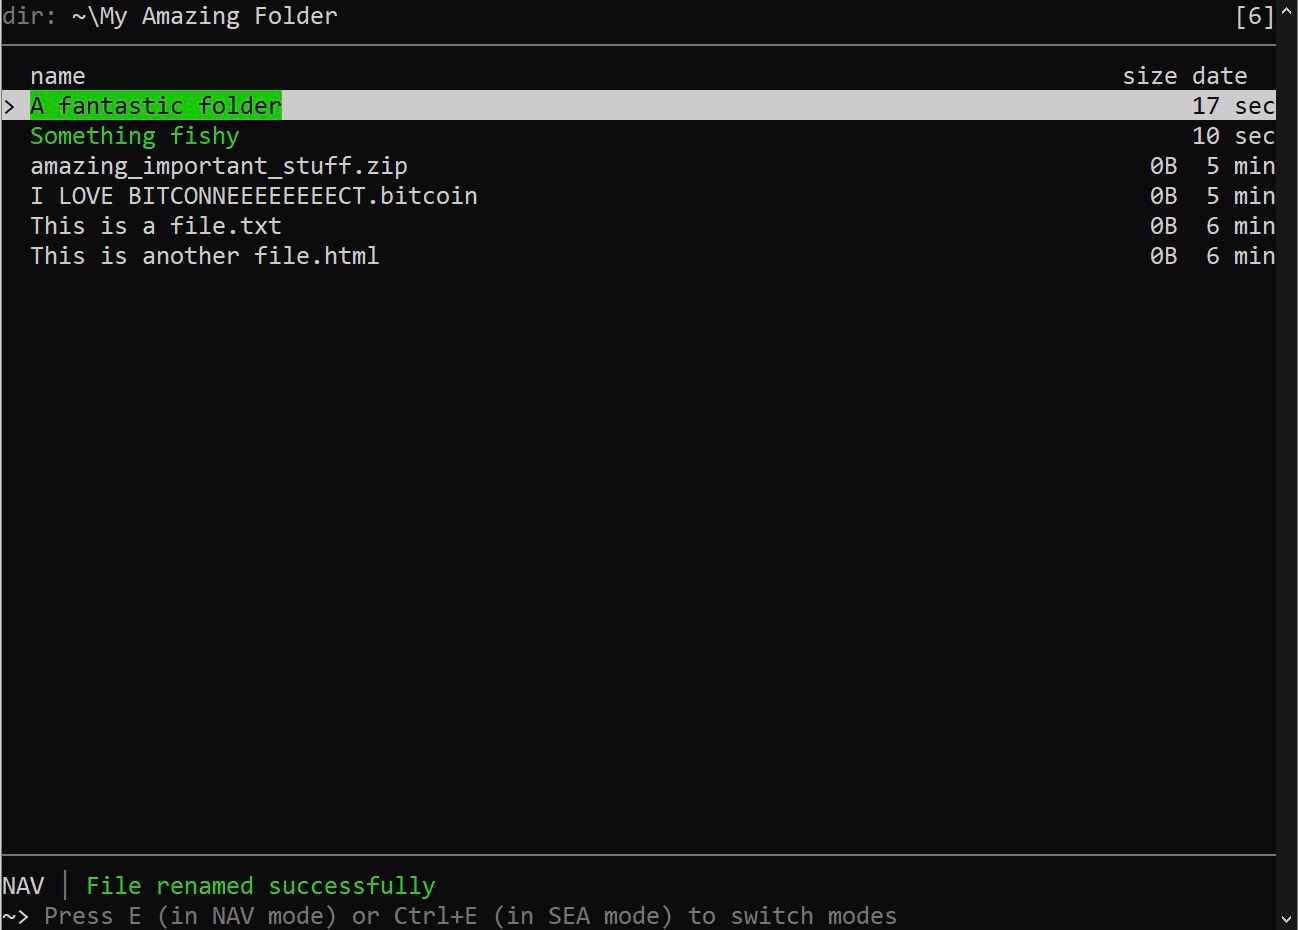 dir: ~\My Amazing Folder [6]
name size date
> A fantastic folder 17 sec
Something fishy 10 sec
amazing_important_stuff.zip 0B 5 min
I LOVE BITCONNEEEEEEEECT.bitcoin 0B 5 min
This is a file.txt 0B 6 min
This is another file.html 0B 6 min
NAV | File renamed successfully
~> Press E (in NAV mode) or Ctrl+E (in SEA mode) to switch modes